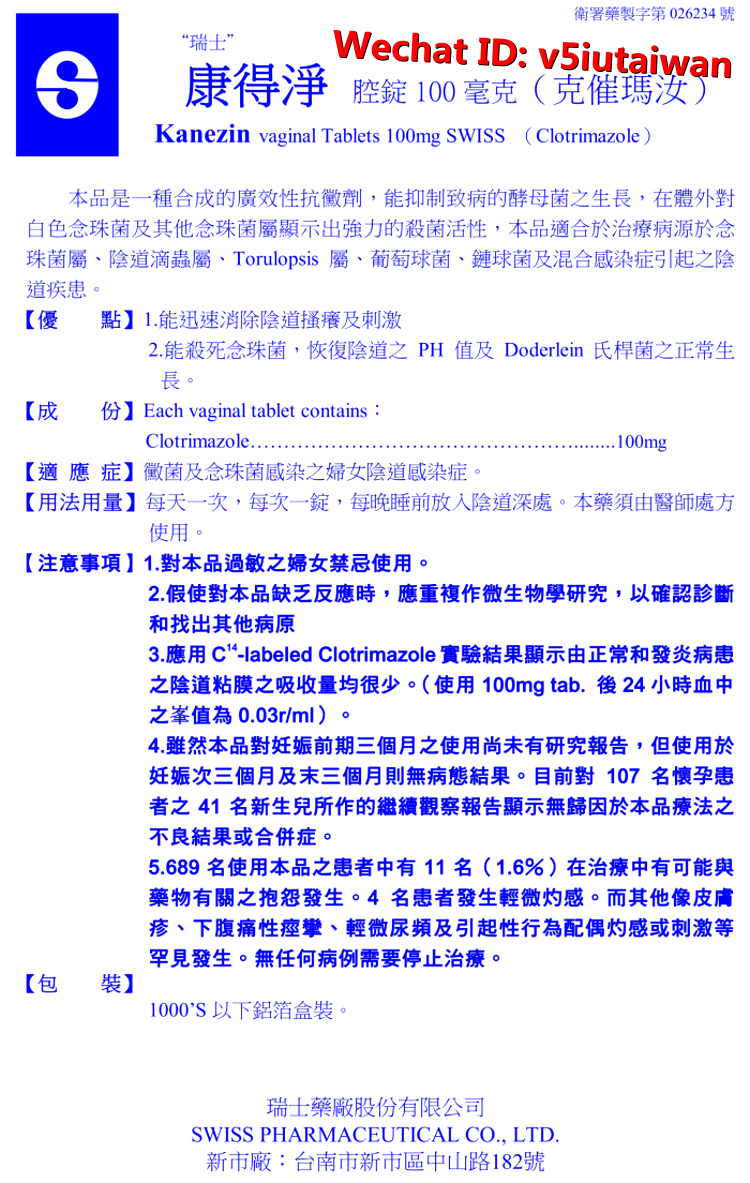 衛署藥製字第 026234 號
Wechat ID: v5iutaiwan
“瑞士”
康得淨 腔錠 100 毫克（克催瑪汝）
Kanezin vaginal Tablets 100mg SWISS （Clotrimazole）
本品是一種合成的廣效性抗黴劑，能抑制致病的酵母菌之生長，在體外對
白色念珠菌及其他念珠菌屬顯示出強力的殺菌活性，本品適合於治療病源於念
珠菌屬、陰道滴蟲屬、Torulopsis 屬、葡萄球菌、鏈球菌及混合感染症引起之陰
道疾患。
【優　　點】1.能迅速消除陰道搔癢及刺激
2.能殺死念珠菌，恢復陰道之 PH 值及 Doderlein 氏桿菌之正常生
長。
【成　　份】Each vaginal tablet contains：
Clotrimazole…………………………………………........100mg
【適 應 症】黴菌及念珠菌感染之婦女陰道感染症。
【用法用量】每天一次，每次一錠，每晚睡前放入陰道深處。本藥須由醫師處方
使用。
【注意事項】1.對本品過敏之婦女禁忌使用。
2.假使對本品缺乏反應時，應重複作微生物學研究，以確認診斷
和找出其他病原
3.應用 C14-labeled Clotrimazole 實驗結果顯示由正常和發炎病患
之陰道粘膜之吸收量均很少。（使用 100mg tab. 後 24 小時血中
之峯值為 0.03r/ml）。
4.雖然本品對妊娠前期三個月之使用尚未有研究報告，但使用於
妊娠次三個月及末三個月則無病態結果。目前對 107 名懷孕患
者之 41 名新生兒所作的繼續觀察報告顯示無歸因於本品療法之
不良結果或合併症。
5.689 名使用本品之患者中有 11 名（1.6%）在治療中有可能與
藥物有關之抱怨發生。4 名患者發生輕微灼感。而其他像皮膚
疹、下腹痛性痙攣、輕微尿頻及引起性行為配偶灼感或刺激等
罕見發生。無任何病例需要停止治療。
【包　　裝】
1000’S 以下鋁箔盒裝。
瑞士藥廠股份有限公司
SWISS PHARMACEUTICAL CO., LTD.
新市廠：台南市新市區中山路182號